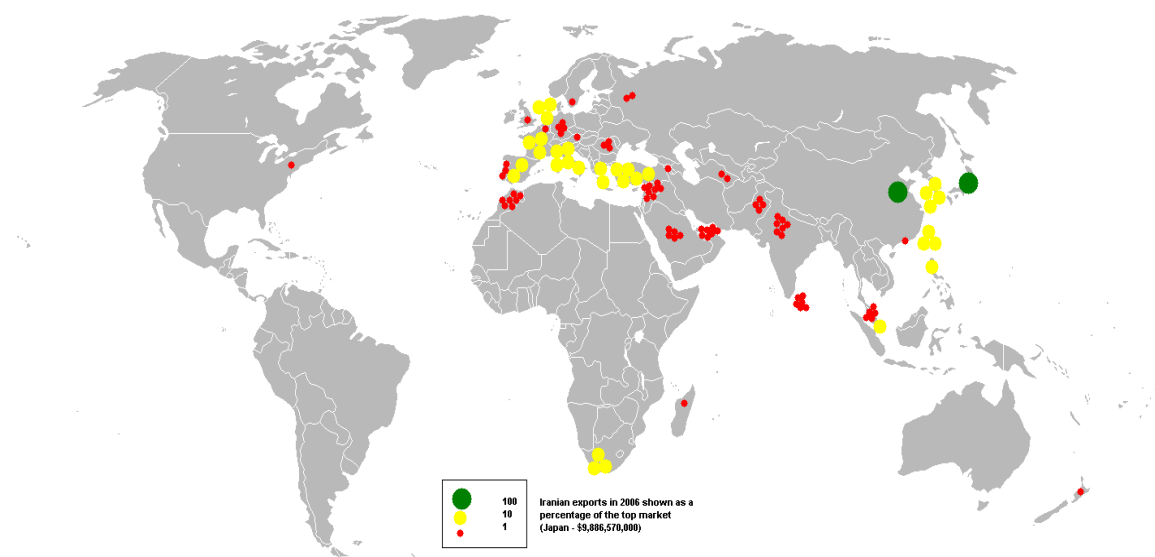 100
10
1
Iranian exports in 2006 shown as a
percentage of the top market
(Japan - $9,886,570,000)